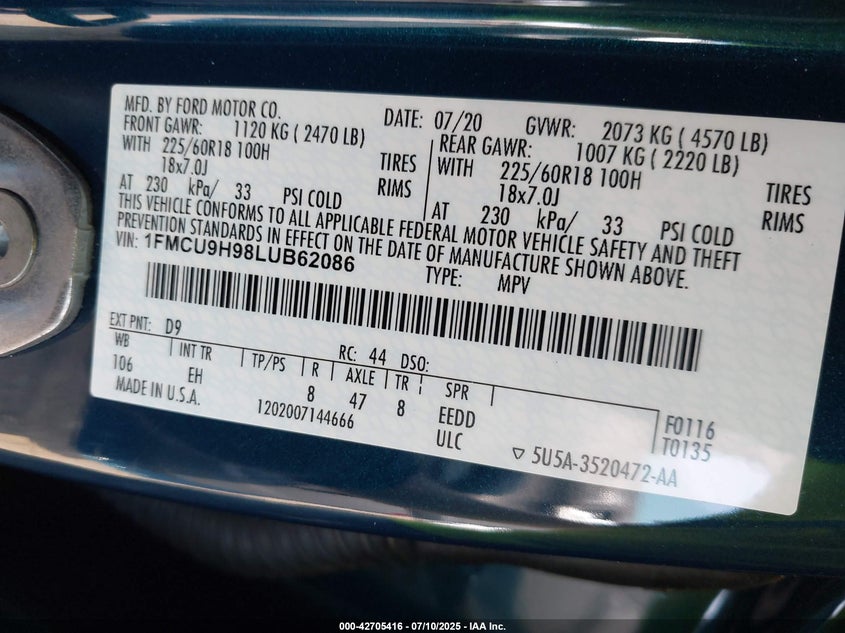 MFD. BY FORD MOTOR CO. DATE: 07/20 GVWR: 2073 KG ( 4570 LB)
FRONT GAWR: 1120 KG ( 2470 LB) REAR GAWR: 1007 KG ( 2220 LB)
WITH 225/60R18 100H TIRES WITH 225/60R18 100H TIRES
18x7.0J RIMS 18x7.0J RIMS
AT 230 kPa/ 33 PSI COLD AT 230 kPa/ 33 PSI COLD
THIS VEHICLE CONFORMS TO ALL APPLICABLE FEDERAL MOTOR VEHICLE SAFETY AND THEFT
PREVENTION STANDARDS IN EFFECT ON THE DATE OF MANUFACTURE SHOWN ABOVE.
VIN: 1FMCU9H98LUB62086 TYPE: MPV
EXT PNT: D9 RC: 44 DSO:
WB INT TR TP/PS R AXLE TR SPR
106 EH 8 47 8 EEDD F0116
MADE IN U.S.A. 1202007144666 ULC T0135
▽ 5U5A-3520472-AA
000-42705416 - 07/10/2025 - IAA Inc.